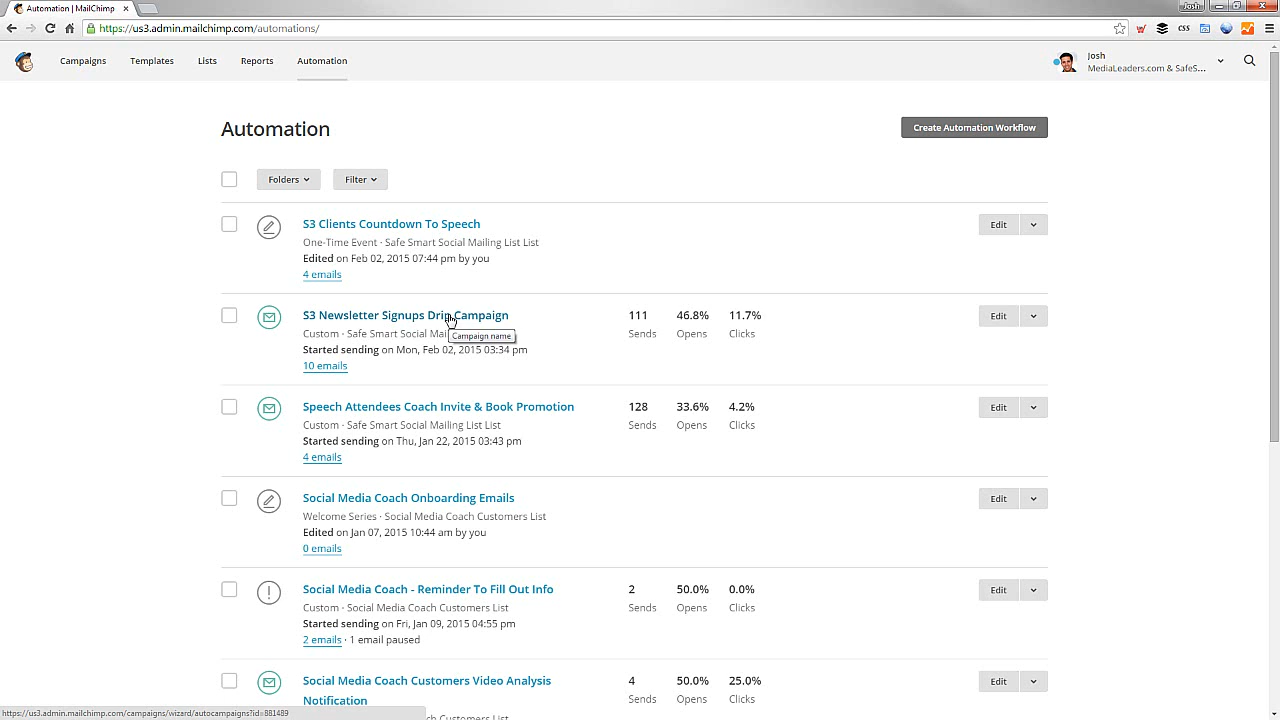 Automation | MailChimp
Josh
https://us3.admin.mailchimp.com/automations/
CSS
Campaigns Templates Lists Reports Automation
Josh
MediaLeaders.com & SafeS...
Automation
Create Automation Workflow
Folders Filter
S3 Clients Countdown To Speech
Edit
One-Time Event · Safe Smart Social Mailing List List
Edited on Feb 02, 2015 07:44 pm by you
4 emails
S3 Newsletter Signups Drip Campaign 111 46.8% 11.7% Edit
Custom · Safe Smart Social Mai Sends Opens Clicks
Campaign name
Started sending on Mon, Feb 02, 2015 03:34 pm
10 emails
Speech Attendees Coach Invite & Book Promotion 128 33.6% 4.2% Edit
Custom · Safe Smart Social Mailing List List Sends Opens Clicks
Started sending on Thu, Jan 22, 2015 03:43 pm
4 emails
Social Media Coach Onboarding Emails Edit
Welcome Series · Social Media Coach Customers List
Edited on Jan 07, 2015 10:44 am by you
0 emails
Social Media Coach - Reminder To Fill Out Info 2 50.0% 0.0% Edit
Custom · Social Media Coach Customers List Sends Opens Clicks
Started sending on Fri, Jan 09, 2015 04:55 pm
2 emails · 1 email paused
Social Media Coach Customers Video Analysis 4 50.0% 25.0% Edit
Notification Sends Opens Clicks
https://us3.admin.mailchimp.com/campaigns/wizard/autocampaigns?id=881489
ch Customers List